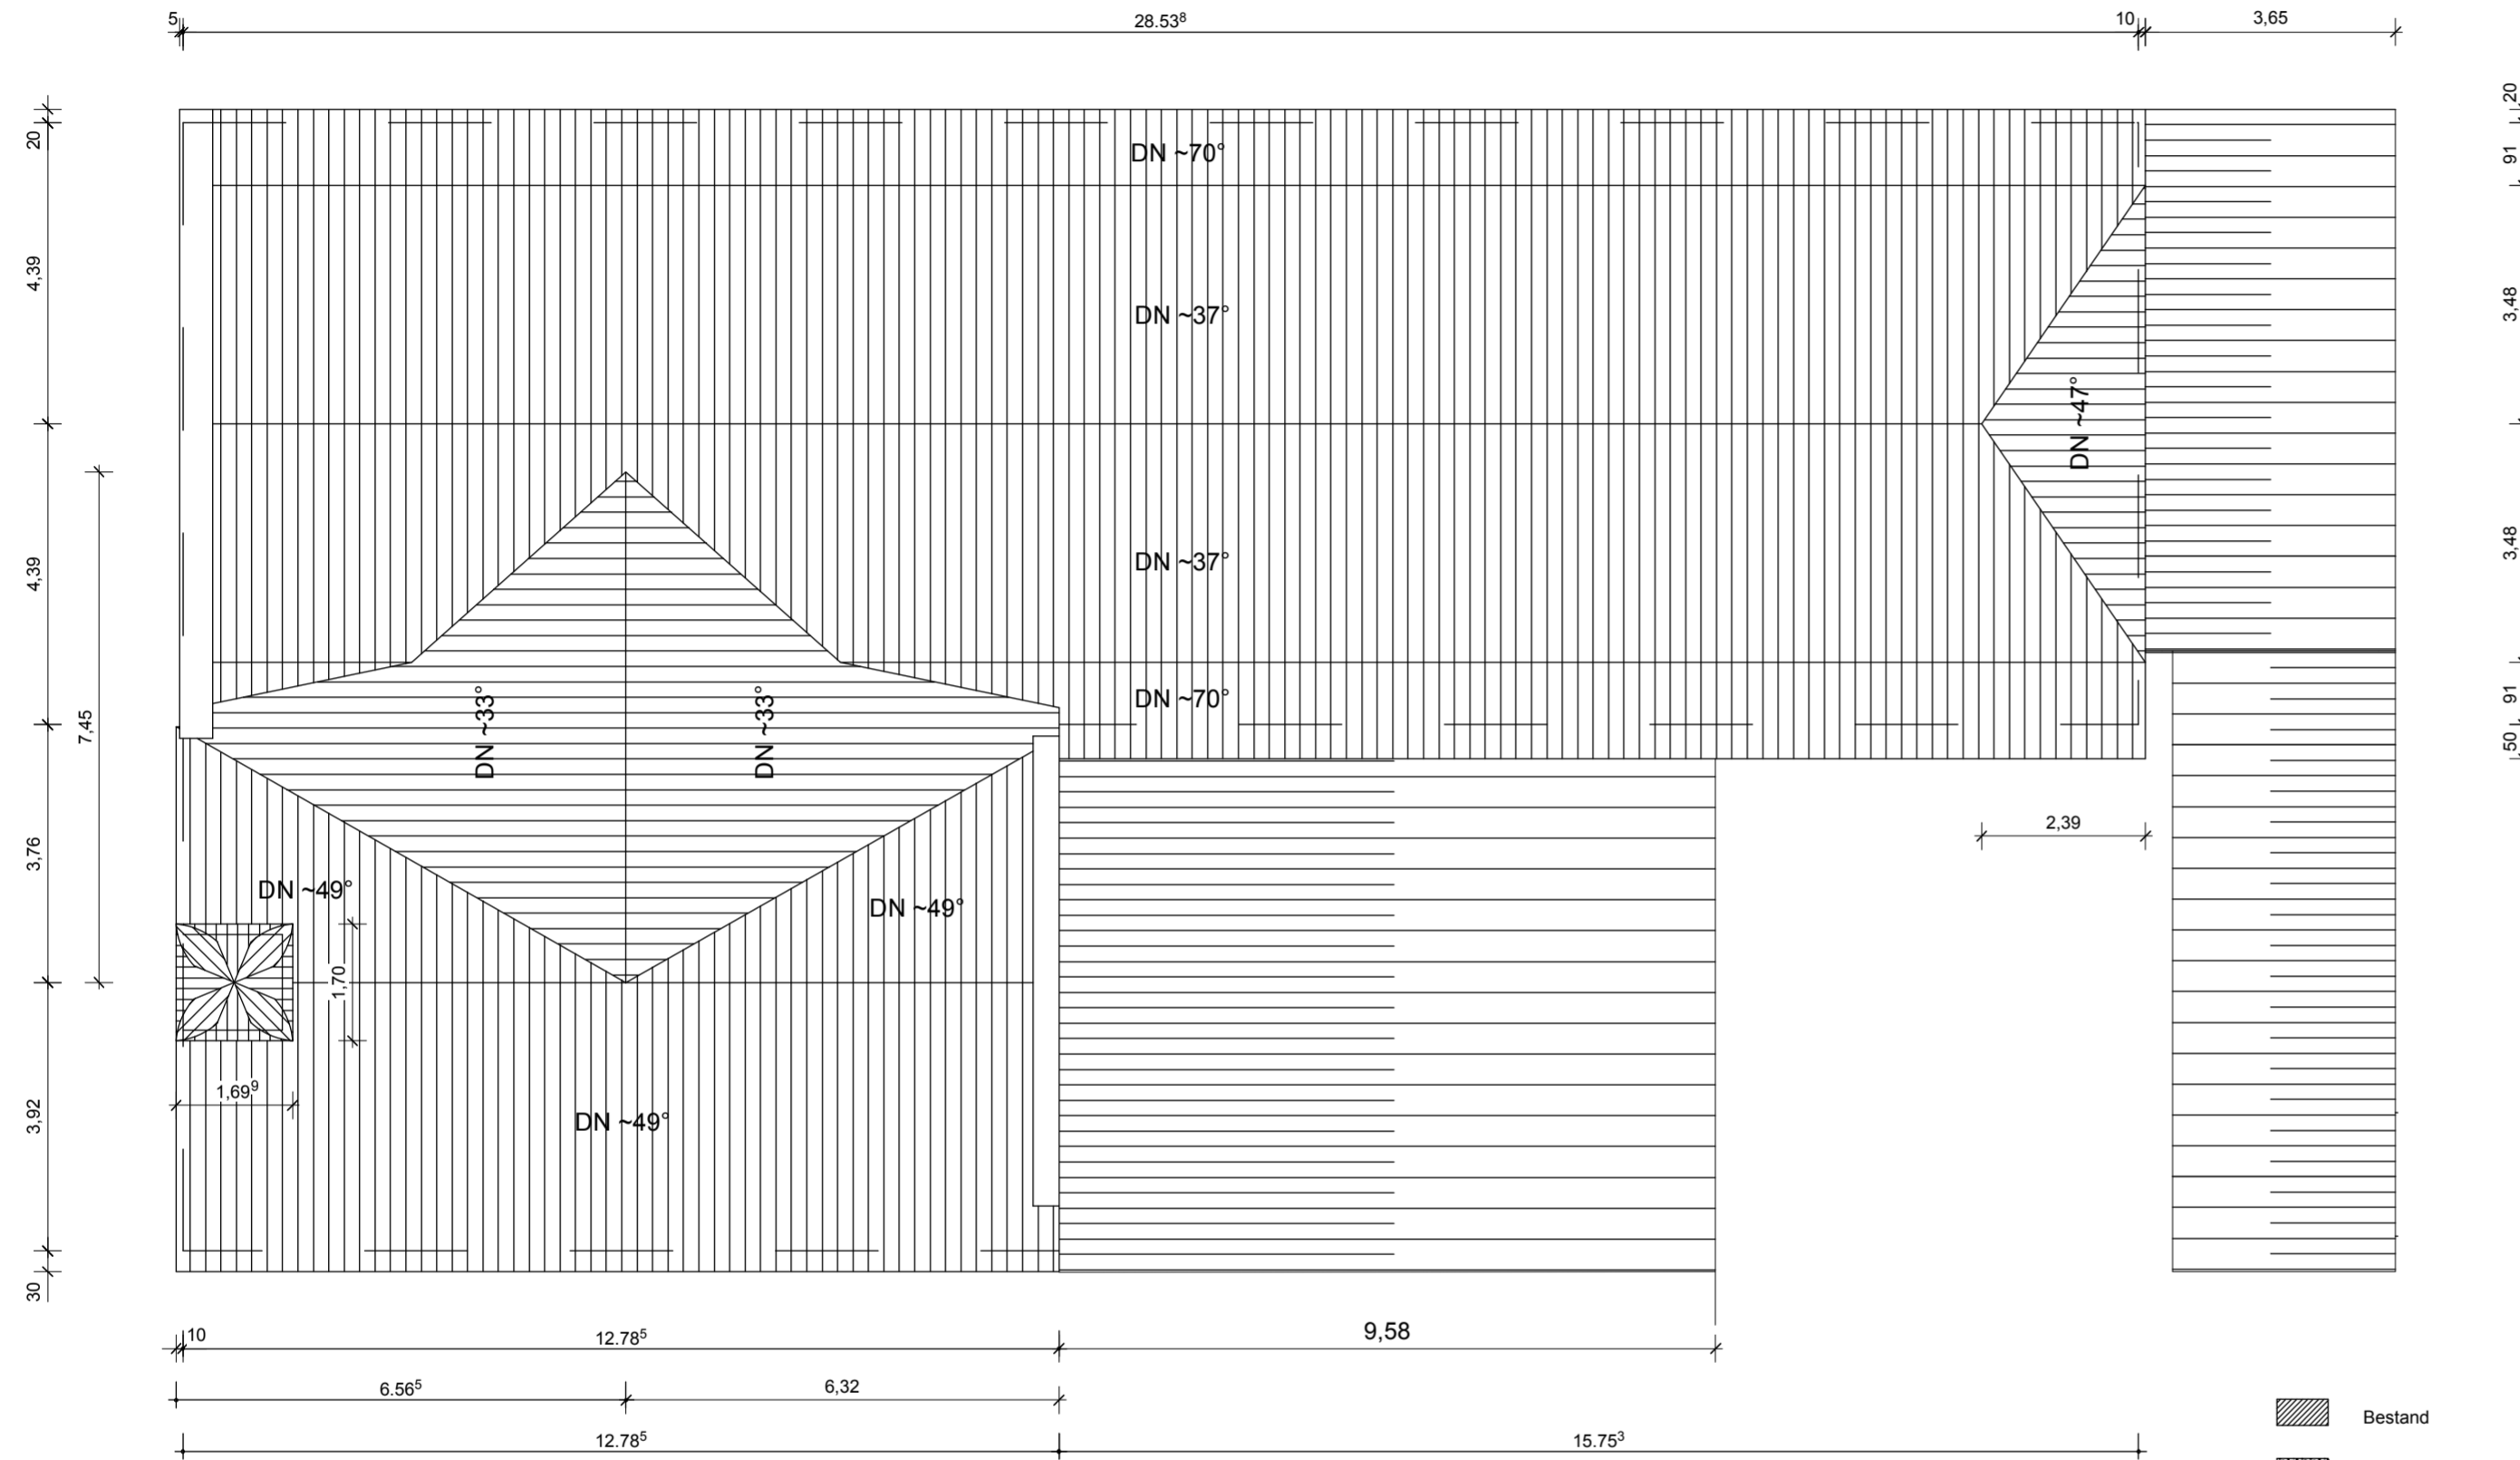 5 28.53⁸ 10 3,65
20
20
91
DN ~70°
4,39
3,48
DN ~37°
DN ~47°
4,39
3,48
DN ~37°
7,45
DN ~33°
DN ~33°
DN ~70°
91
50
3,76
2,39
DN ~49°
DN ~49°
1,70
1,69⁹
3,92
DN ~49°
30
10 12.78⁵ 9,58
6.56⁵ 6,32
Bestand
12.78⁵ 15.75³